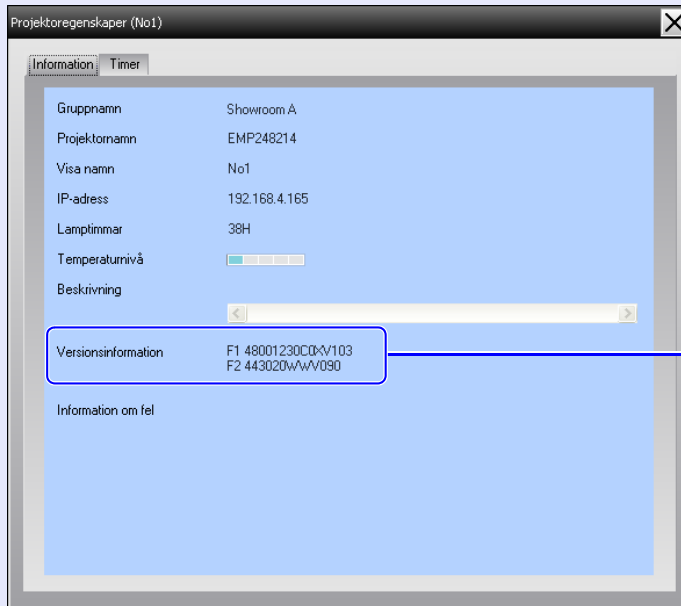 Projektoregenskaper (No1)
Information Timer
Gruppnamn Showroom A
Projektornamn EMP248214
Visa namn No1
IP-adress 192.168.4.165
Lamptimmar 38H
Temperaturnivå
Beskrivning
Versionsinformation F1 48001230C0XV103
F2 443020WWV090
Information om fel